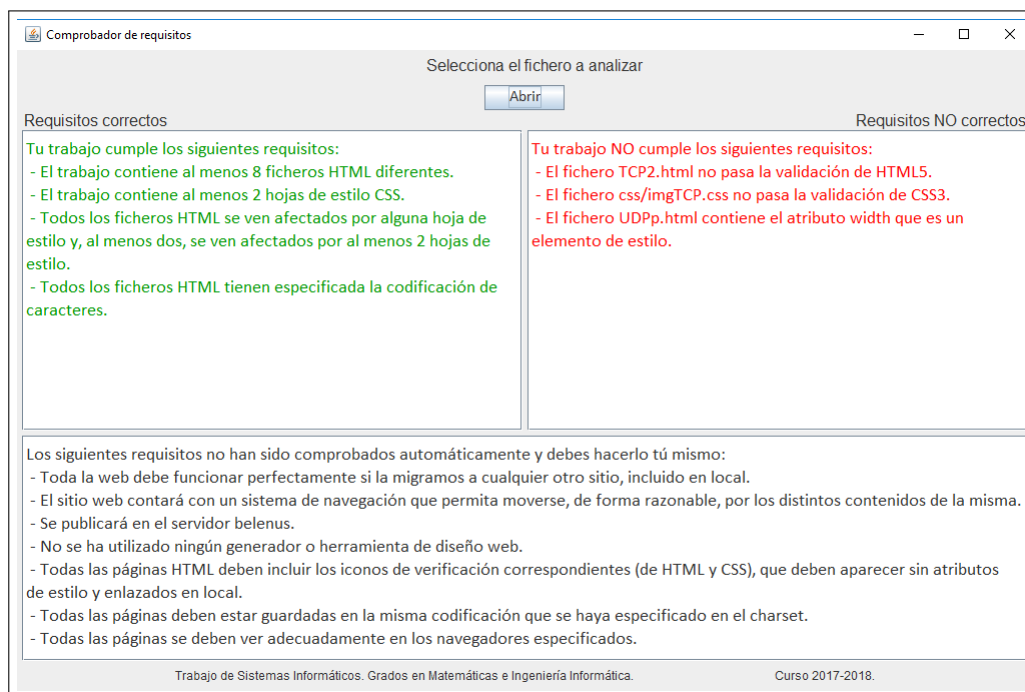 Comprobador de requisitos
Selecciona el fichero a analizar
Abrir
Requisitos correctos
Requisitos NO correctos
Tu trabajo cumple los siguientes requisitos:
- El trabajo contiene al menos 8 ficheros HTML diferentes.
- El trabajo contiene al menos 2 hojas de estilo CSS.
- Todos los ficheros HTML se ven afectados por alguna hoja de
estilo y, al menos dos, se ven afectados por al menos 2 hojas de
estilo.
- Todos los ficheros HTML tienen especificada la codificación de
caracteres.
Tu trabajo NO cumple los siguientes requisitos:
- El fichero TCP2.html no pasa la validación de HTML5.
- El fichero css/imgTCP.css no pasa la validación de CSS3.
- El fichero UDPp.html contiene el atributo width que es un
elemento de estilo.
Los siguientes requisitos no han sido comprobados automáticamente y debes hacerlo tú mismo:
- Toda la web debe funcionar perfectamente si la migramos a cualquier otro sitio, incluido en local.
- El sitio web contará con un sistema de navegación que permita moverse, de forma razonable, por los distintos contenidos de la misma.
- Se publicará en el servidor belenus.
- No se ha utilizado ningún generador o herramienta de diseño web.
- Todas las páginas HTML deben incluir los iconos de verificación correspondientes (de HTML y CSS), que deben aparecer sin atributos
de estilo y enlazados en local.
- Todas las páginas deben estar guardadas en la misma codificación que se haya especificado en el charset.
- Todas las páginas se deben ver adecuadamente en los navegadores especificados.
Trabajo de Sistemas Informáticos. Grados en Matemáticas e Ingeniería Informática.
Curso 2017-2018.